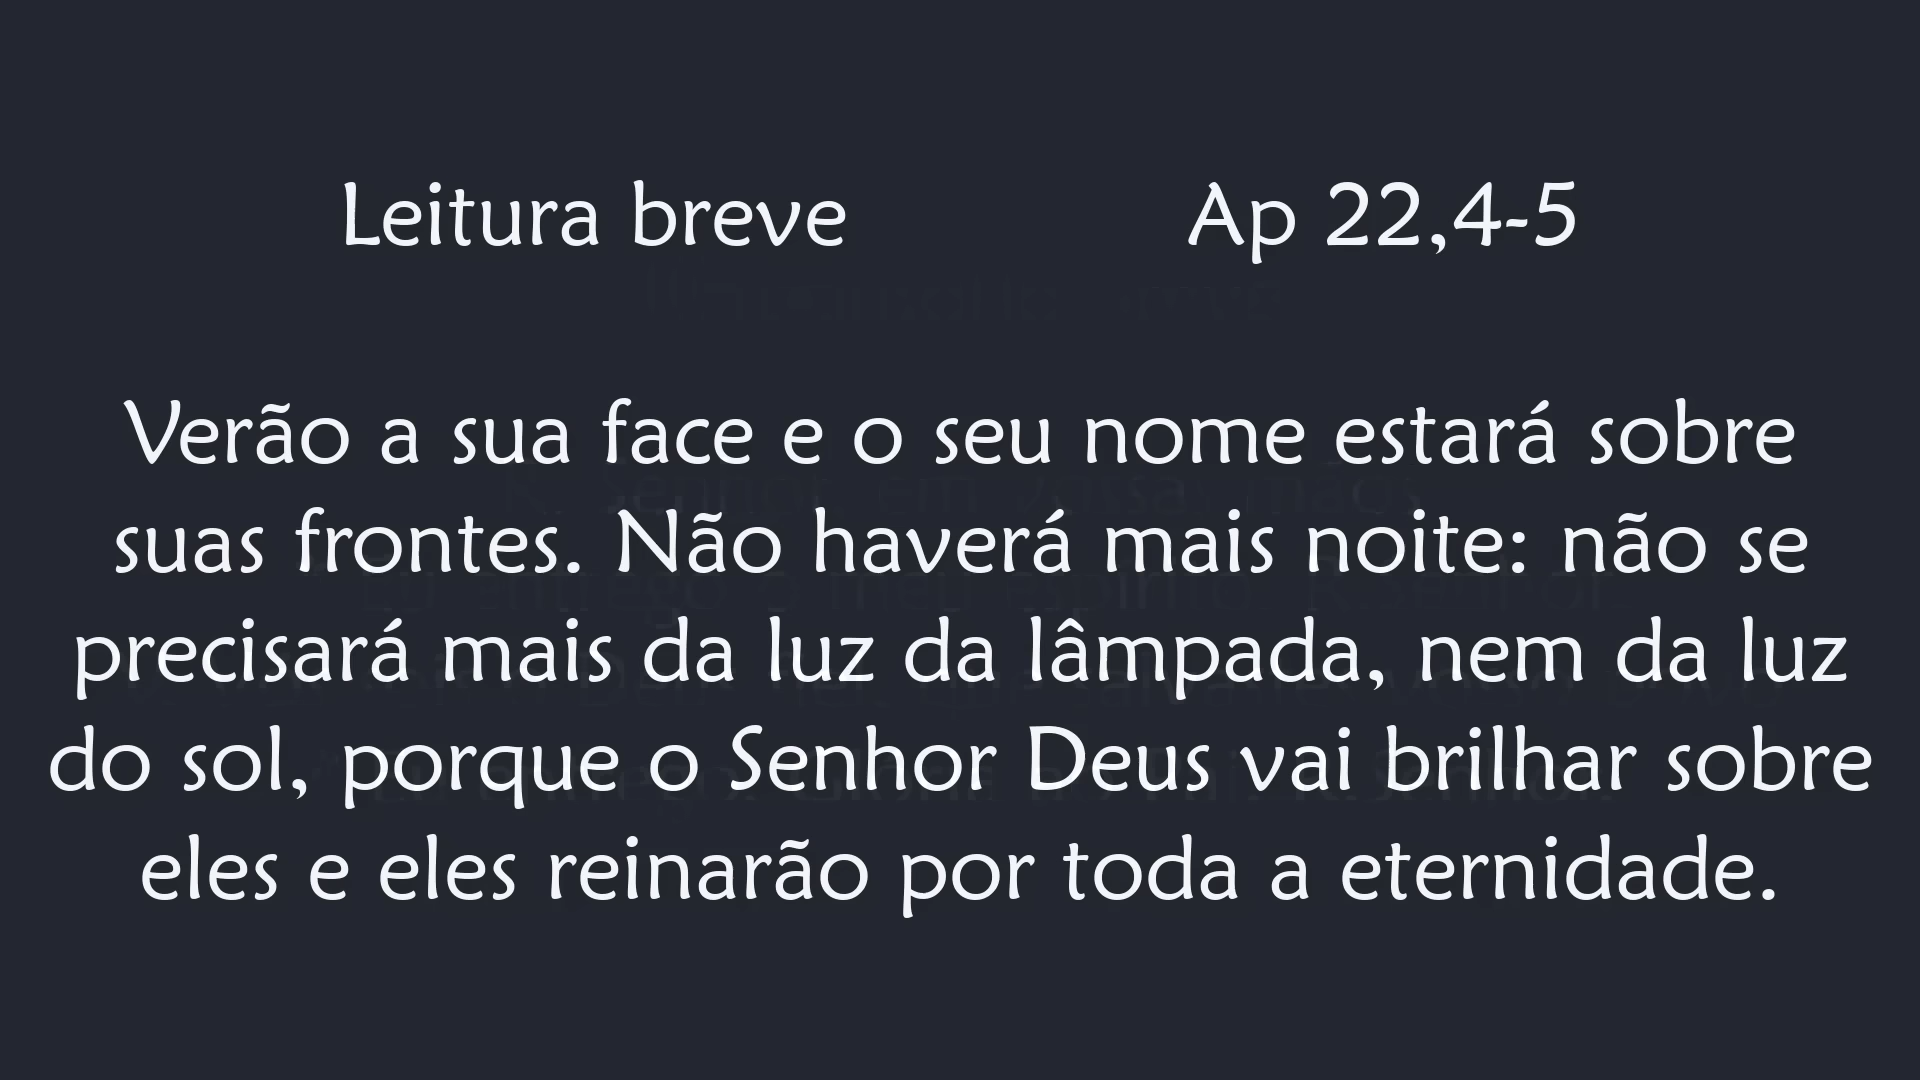 Leitura breve Ap 22,4-5
Verão a sua face e o seu nome estará sobre
suas frontes. Não haverá mais noite: não se
precisará mais da luz da lâmpada, nem da luz
do sol, porque o Senhor Deus vai brilhar sobre
eles e eles reinarão por toda a eternidade.